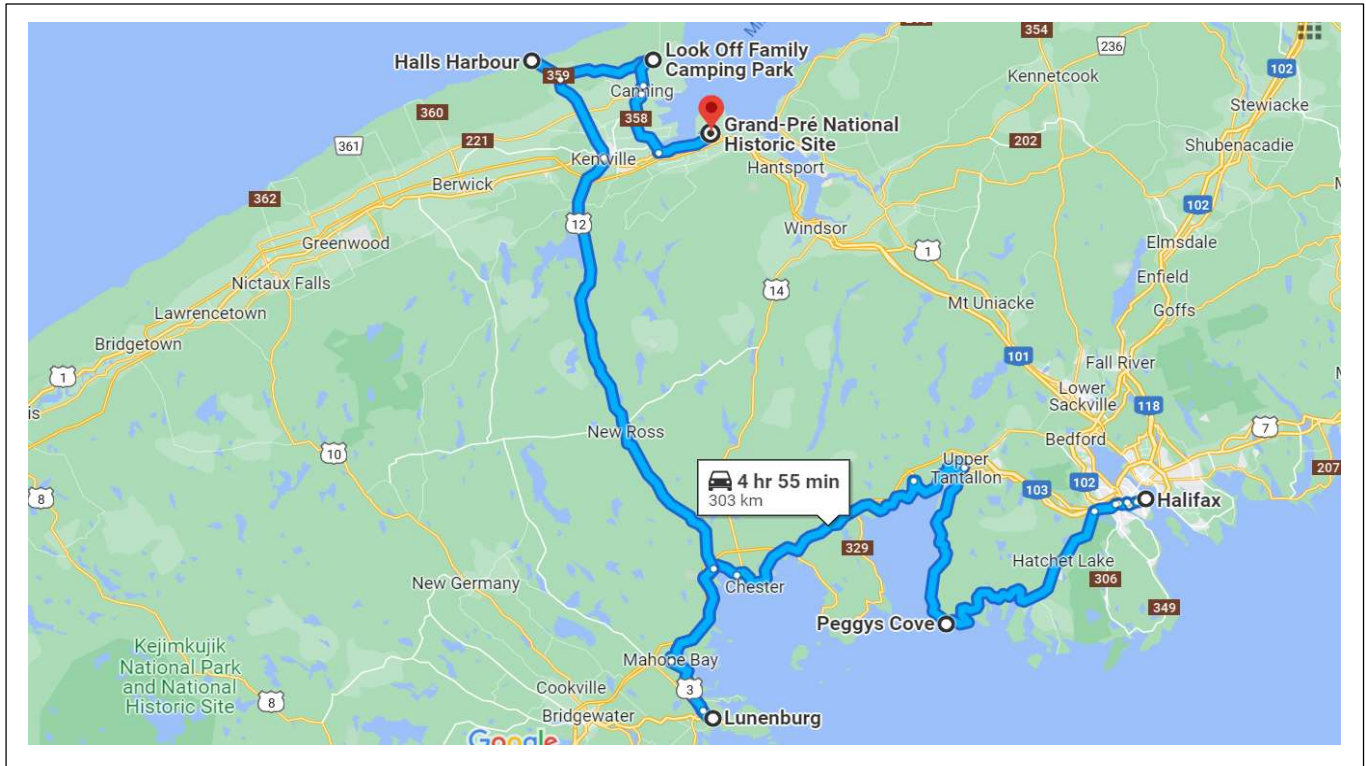 102
354
236
Kennetcook
Stewiacke
Shubenacadie
202
Halls Harbour
359
Look Off Family
Camping Park
Canning
358
360
221
361
Grand-Pré National
Historic Site
Kentville
Hantsport
Berwick
362
12
102
Greenwood
Windsor
1
Elmsdale
Nictaux Falls
Enfield
14
Mt Uniacke
Goffs
Lawrencetown
Bridgetown
101
Fall River
1
Lower
Sackville
118
is
New Ross
Bedford
7
10
Upper
Tantallon
207
4 hr 55 min
303 km
103
102
8
Halifax
329
Hatchet Lake
306
New Germany
Chester
349
Peggys Cove
Kejimkujik
National Park
and National
Historic Site
8
Mahone Bay
Cookville
3
Bridgewater
Lunenburg
Google